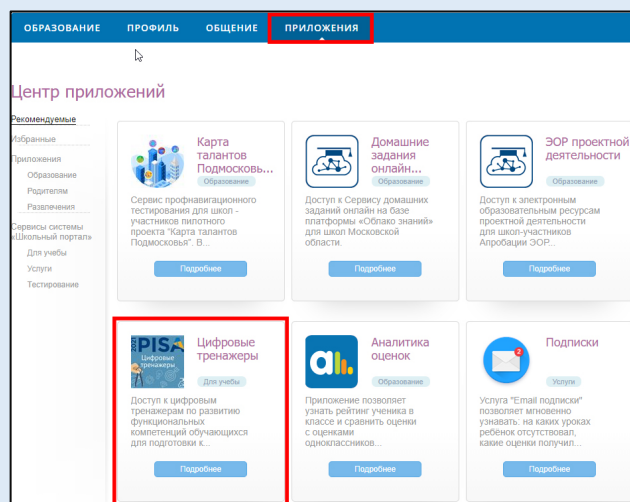 ОБРАЗОВАНИЕ ПРОФИЛЬ ОБЩЕНИЕ ПРИЛОЖЕНИЯ
Центр приложений
Рекомендуемые
Избранные
Приложения
Образование
Родителям
Развлечения
Сервисы системы
«Школьный портал»
Для учебы
Услуги
Тестирование
Карта
талантов
Подмосковь...
Образование
Сервис профнавигационного
тестирования для школ -
участников пилотного
проекта "Карта талантов
Подмосковья". В...
Подробнее
Домашние
задания
онлайн...
Образование
Доступ к Сервису домашних
заданий онлайн на базе
платформы «Облако знаний»
для школ Московской
области.
Подробнее
ЭОР проектной
деятельности
Образование
Доступ к электронным
образовательным ресурсам
проектной деятельности
для школ-участников
Апробации ЭОР...
Подробнее
2021
PISA
Цифровые
тренажеры
Цифровые
тренажеры
Для учебы
Доступ к цифровым
тренажерам по развитию
функциональных
компетенций обучающихся
для подготовки к...
Подробнее
Аналитика
оценок
Образование
Приложение позволяет
узнать рейтинг ученика в
классе и сравнить оценки
с оценками
одноклассников...
Подробнее
2
Подписки
Услуги
Услуга "Email подписки"
позволяет мгновенно
узнавать: на каких уроках
ребёнок отсутствовал,
какие оценки получил...
Подробнее